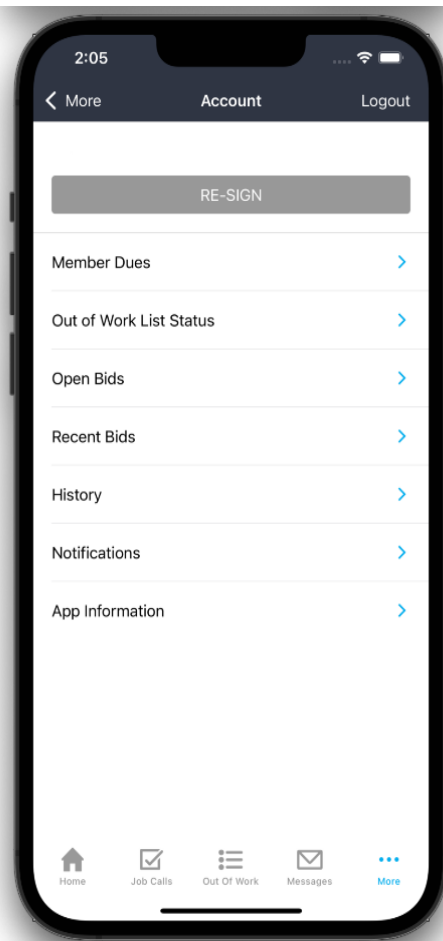 2:05
More Account Logout
RE-SIGN
Member Dues
Out of Work List Status
Open Bids
Recent Bids
History
Notifications
App Information
Home Job Calls Out Of Work Messages More